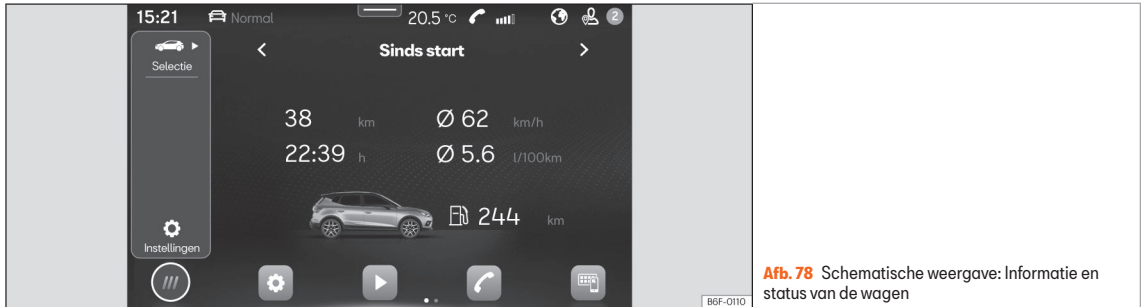 15:21 Normal 20.5 °C 2
Selectie
Sinds start
38 km Ø 62 km/h
22:39 h Ø 5.6 l/100km
244 km
Instellingen
B6F-0110
Afb. 78 Schematische weergave: Informatie en
status van de wagen